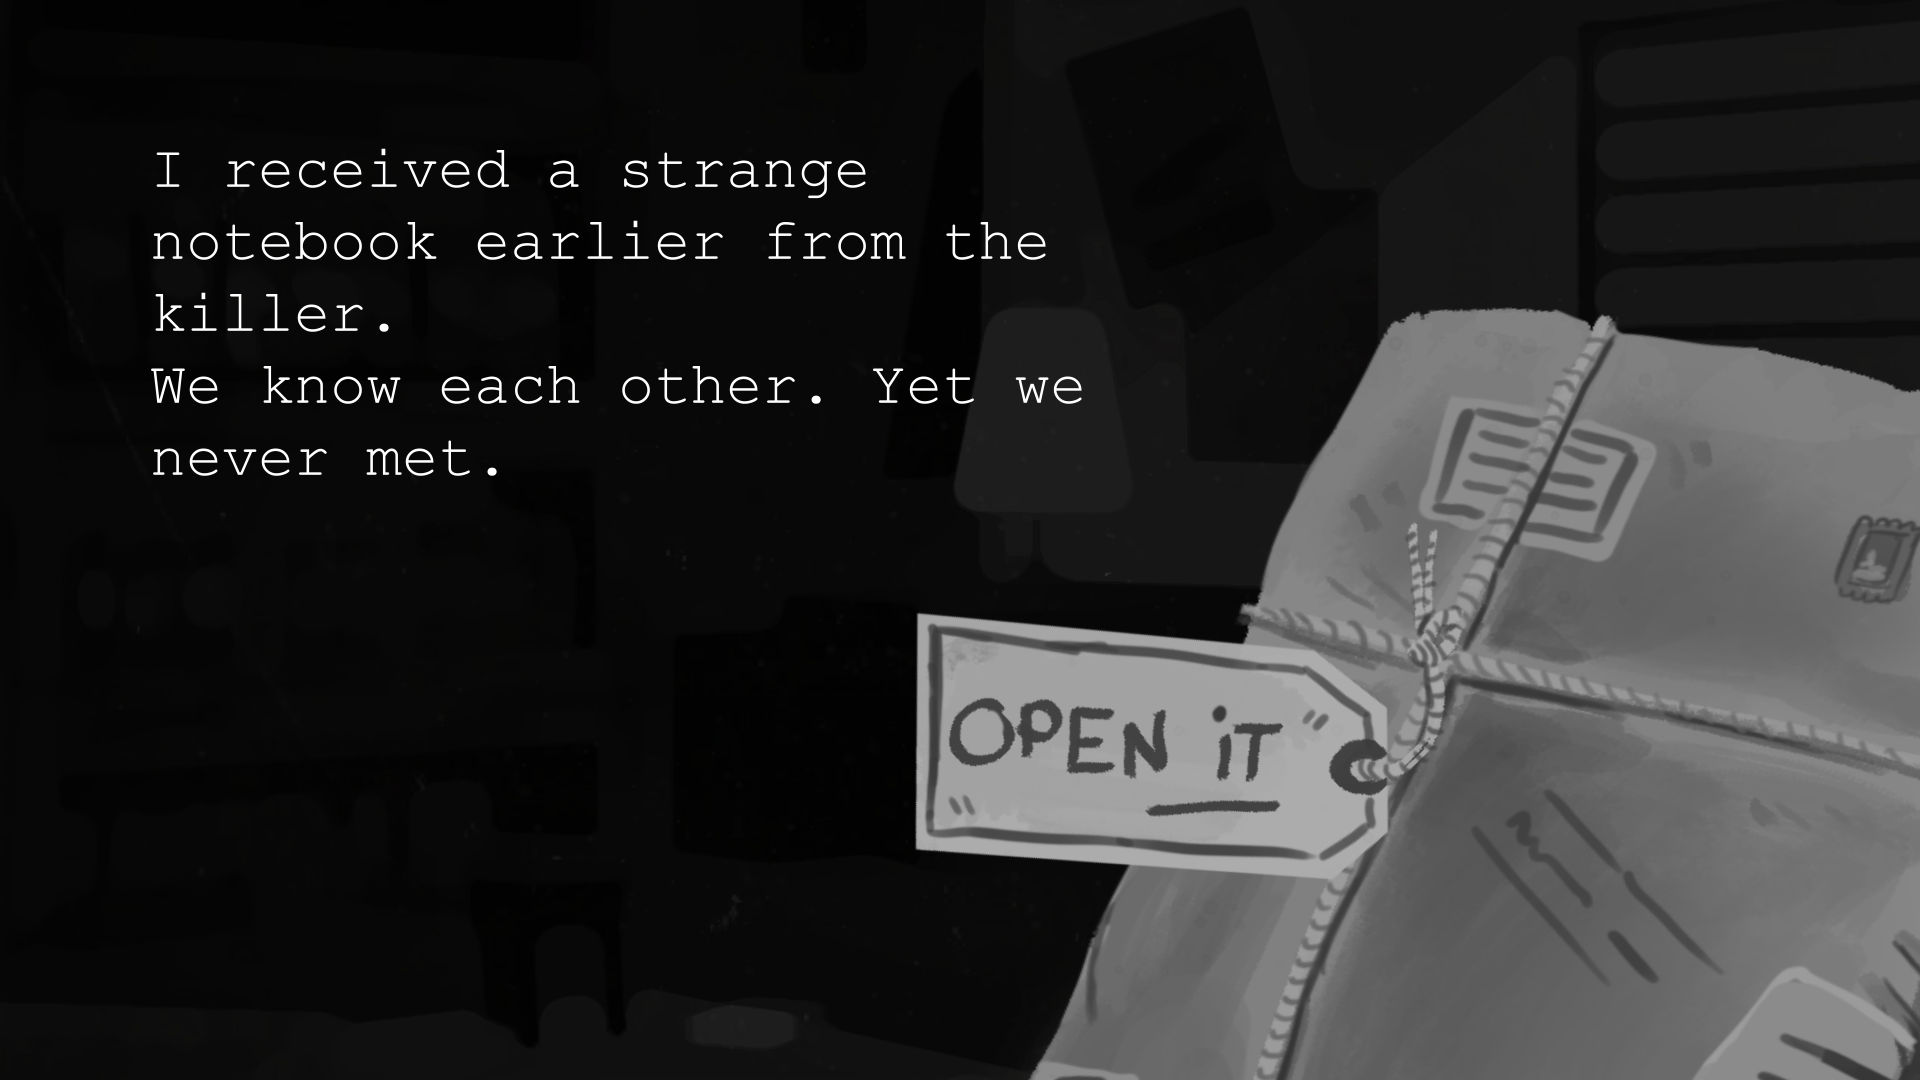 I received a strange
notebook earlier from the
killer.
We know each other. Yet we
never met.
OPEN iT